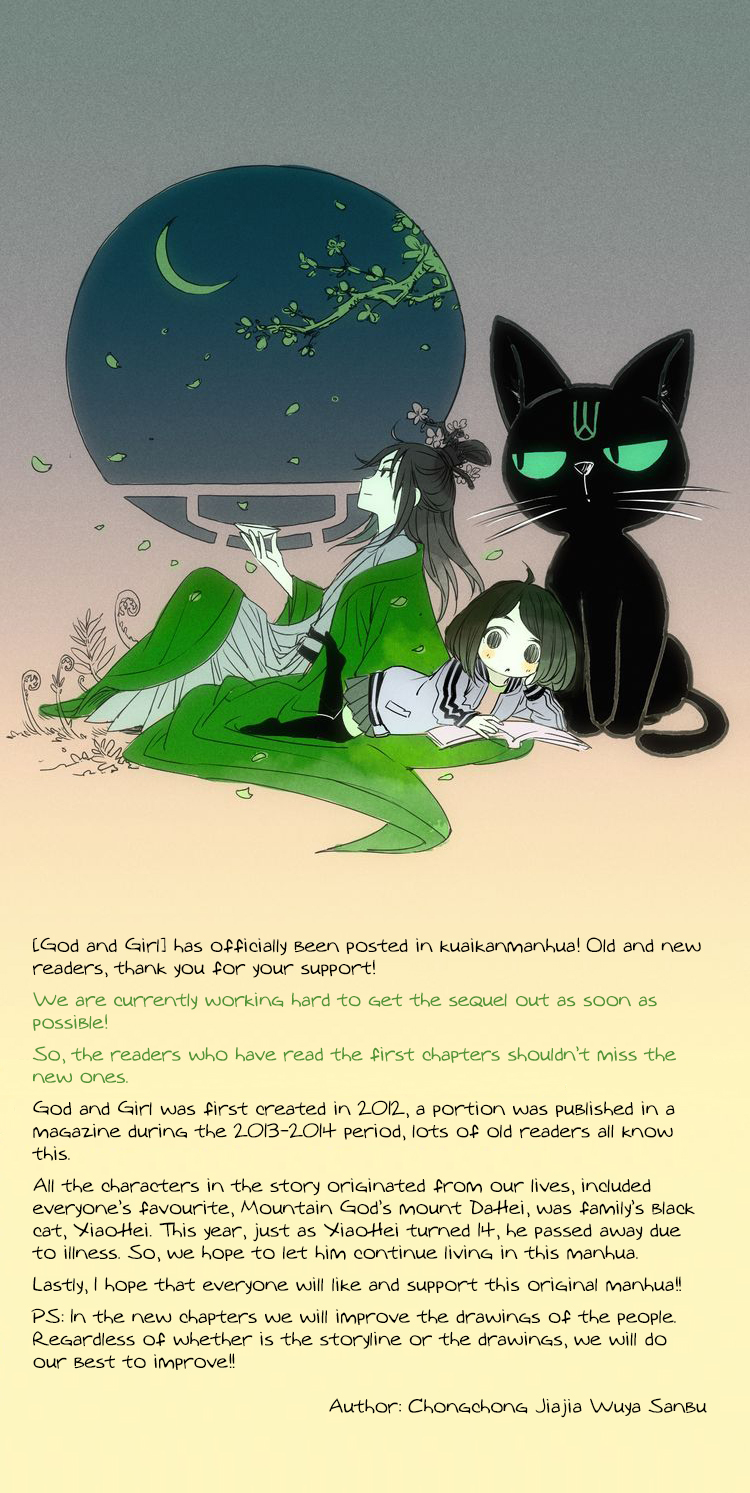 [God and Girl] has officially been posted in kuaikanmanhua! Old and new
readers, thank you for your support!
We are currently working hard to get the sequel out as soon as
possible!
So, the readers who have read the first chapters shouldn't miss the
new ones.
God and Girl was first created in 2012, a portion was published in a
magazine during the 2013-2014 period, lots of old readers all know
this.
All the characters in the story originated from our lives, included
everyone's favourite, Mountain God's mount DaHei, was family's black
cat, XiaoHei. This year, just as XiaoHei turned 14, he passed away due
to illness. So, we hope to let him continue living in this manhua.
Lastly, I hope that everyone will like and support this original manhua!!
PS: In the new chapters we will improve the drawings of the people.
Regardless of whether is the storyline or the drawings, we will do
our best to improve!!
Author: Chongchong Jiajia Wuya Sanbu